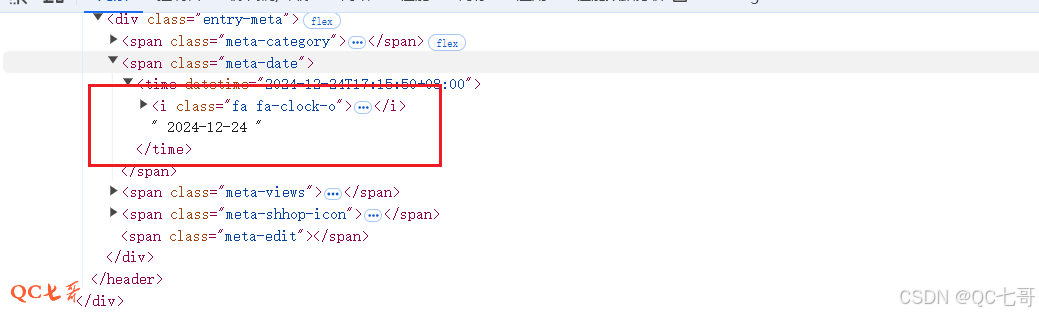 <div class="entry-meta"> flex
<span class="meta-category"> ••• </span> flex
<span class="meta-date">
<time datetime="2024-12-24T17:15:50+08:00">
<i class="fa fa-clock-o"> ••• </i>
" 2024-12-24 "
</time>
</span>
<span class="meta-views"> ••• </span>
<span class="meta-shhop-icon"> ••• </span>
<span class="meta-edit"></span>
</div>
</header>
</div>
QC七哥
CSDN @QC七哥